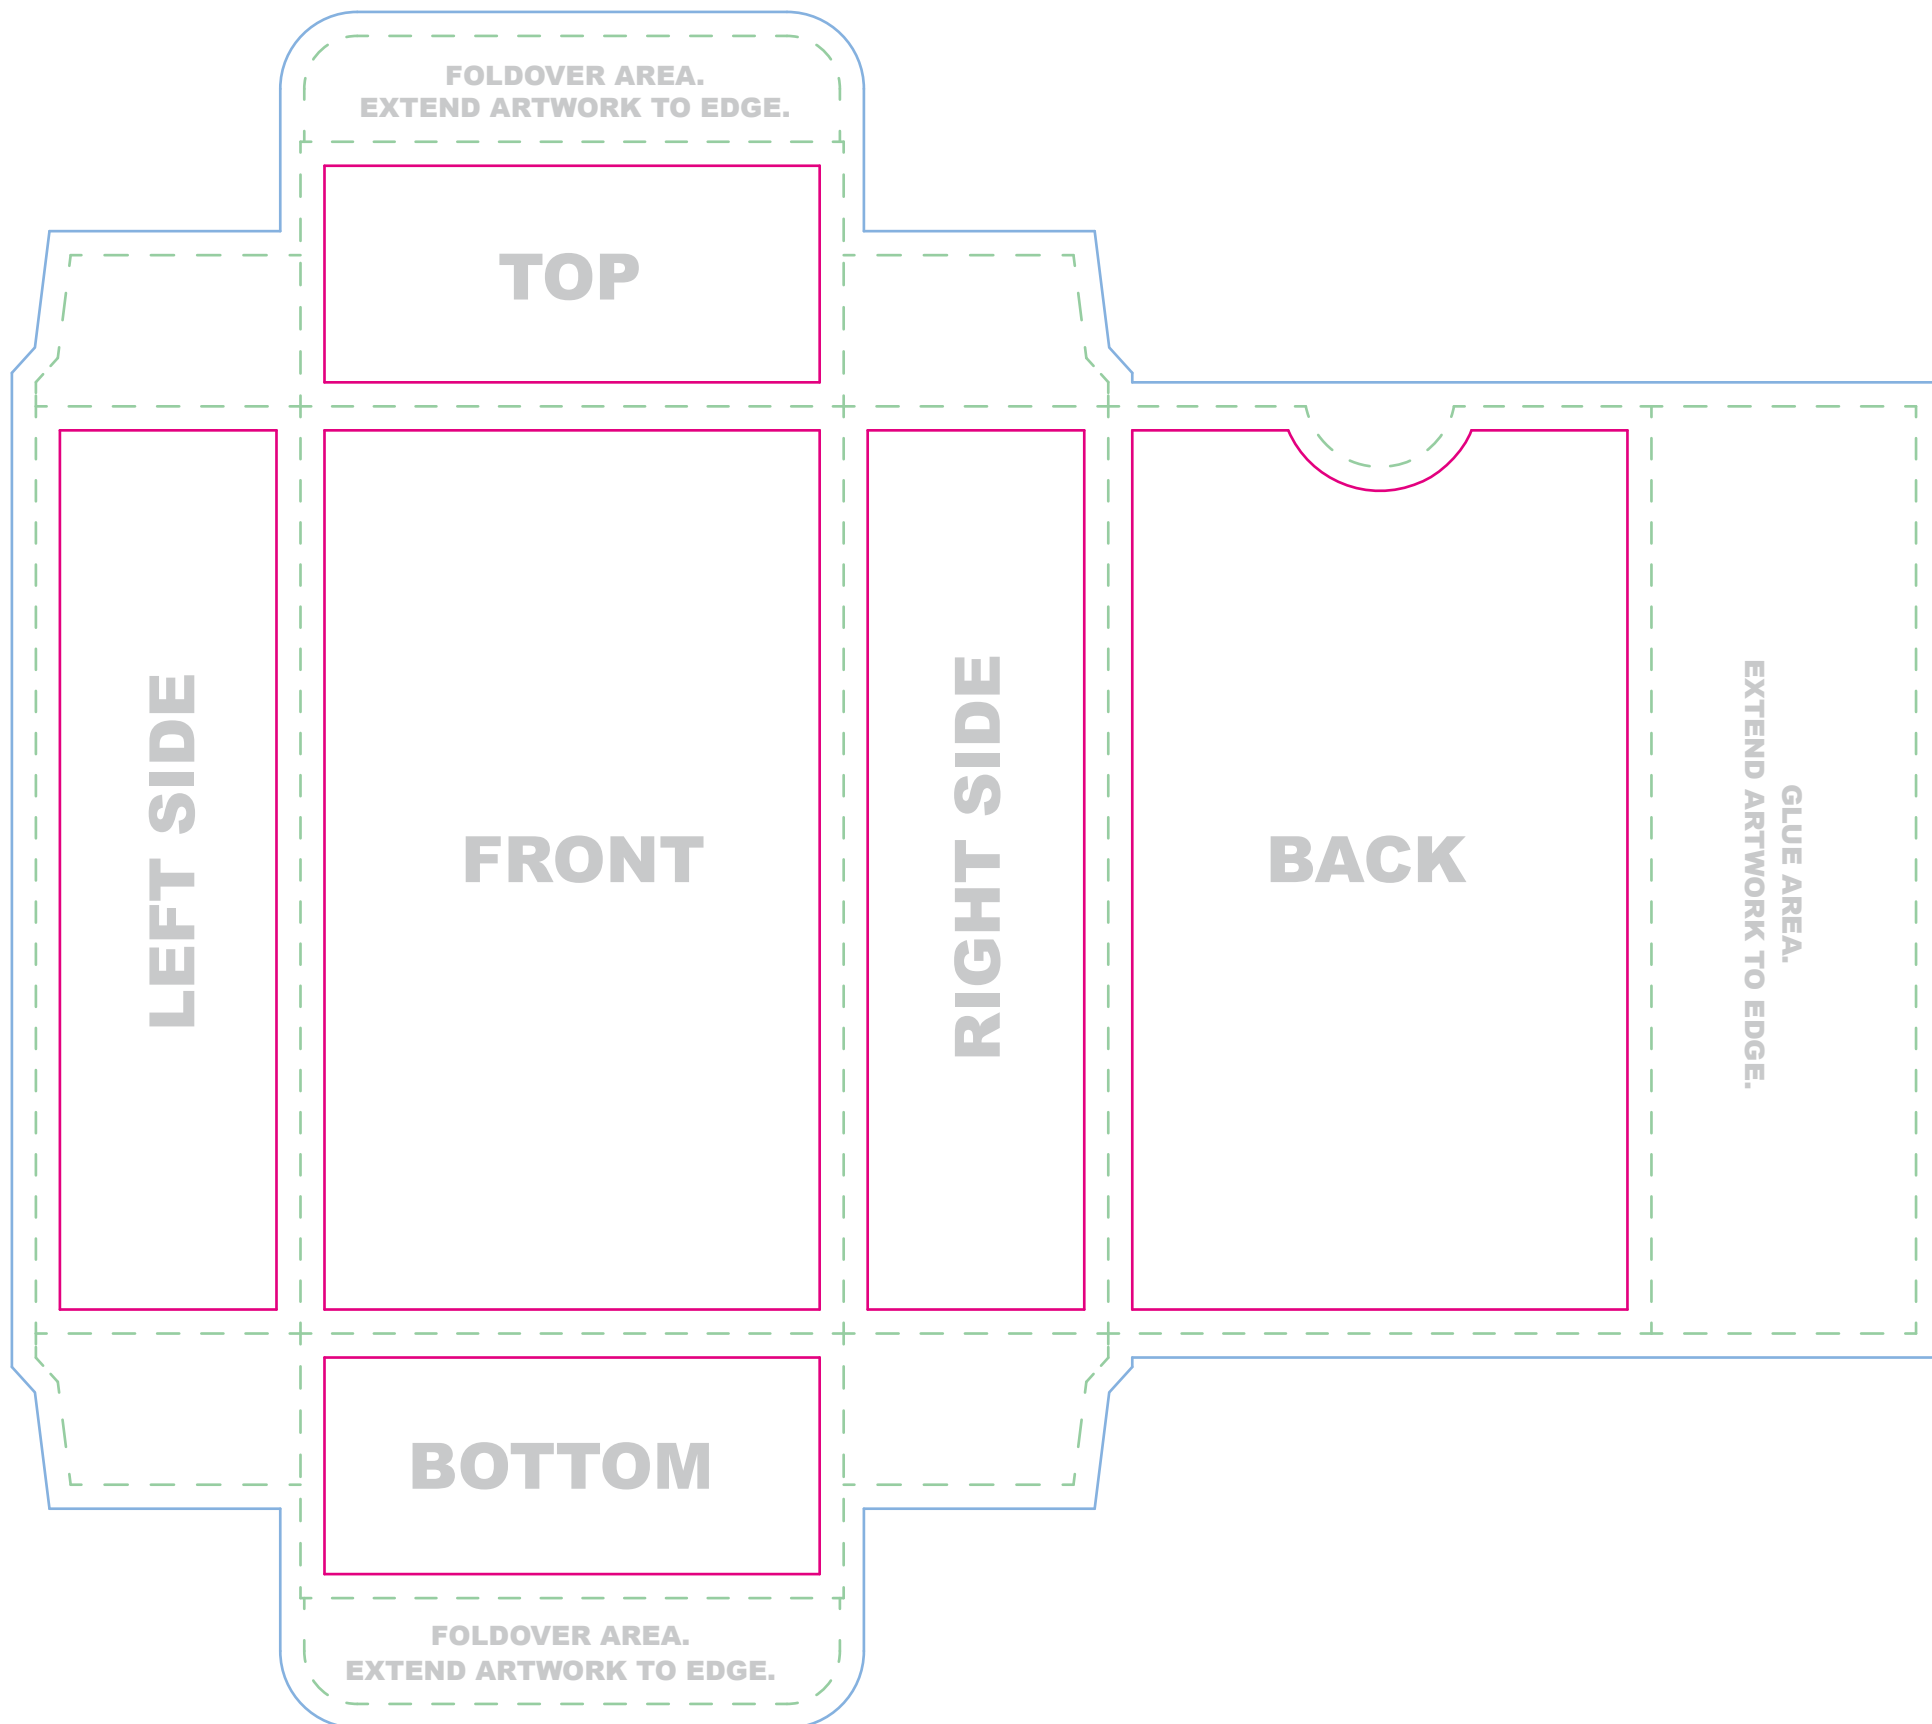 FOLDOVER AREA.
EXTEND ARTWORK TO EDGE.
TOP
LEFT SIDE
FRONT
RIGHT SIDE
BACK
GLUE AREA.
EXTEND ARTWORK TO EDGE.
BOTTOM
FOLDOVER AREA.
EXTEND ARTWORK TO EDGE.